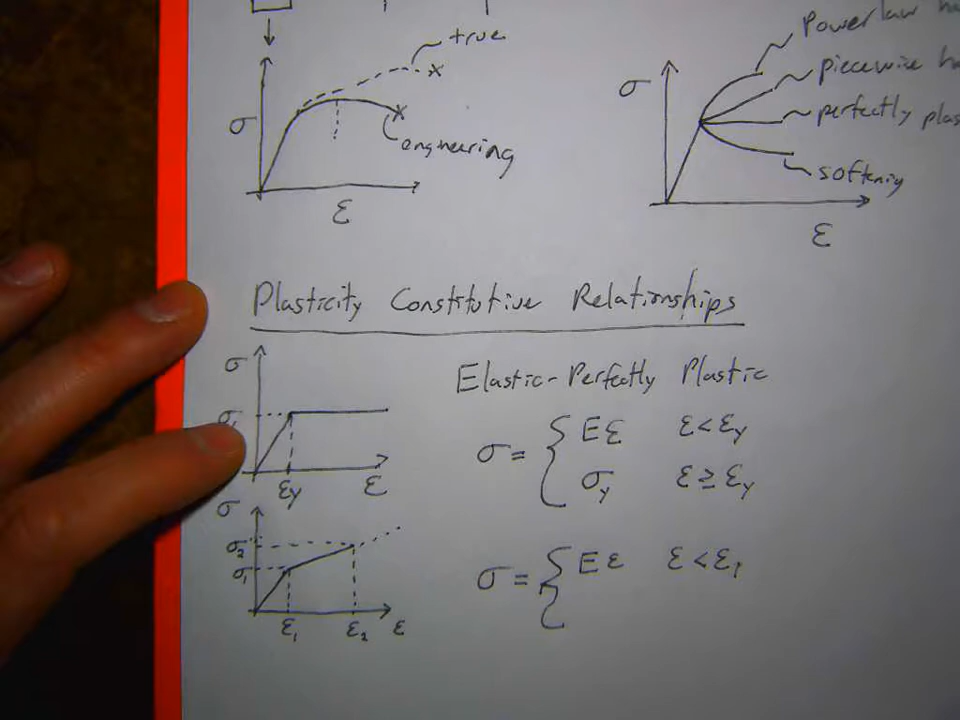 true
σ
engineering
ε
Power law
σ
piecewise
perfectly
softening
ε
Plasticity Constitutive Relationships
σ
Elastic-Perfectly Plastic
σ = { Eε ε < εy
σy ε ≥ εy
εy ε
σ
σ2
σ1
σ = { Eε ε < ε1
ε1 ε2 ε